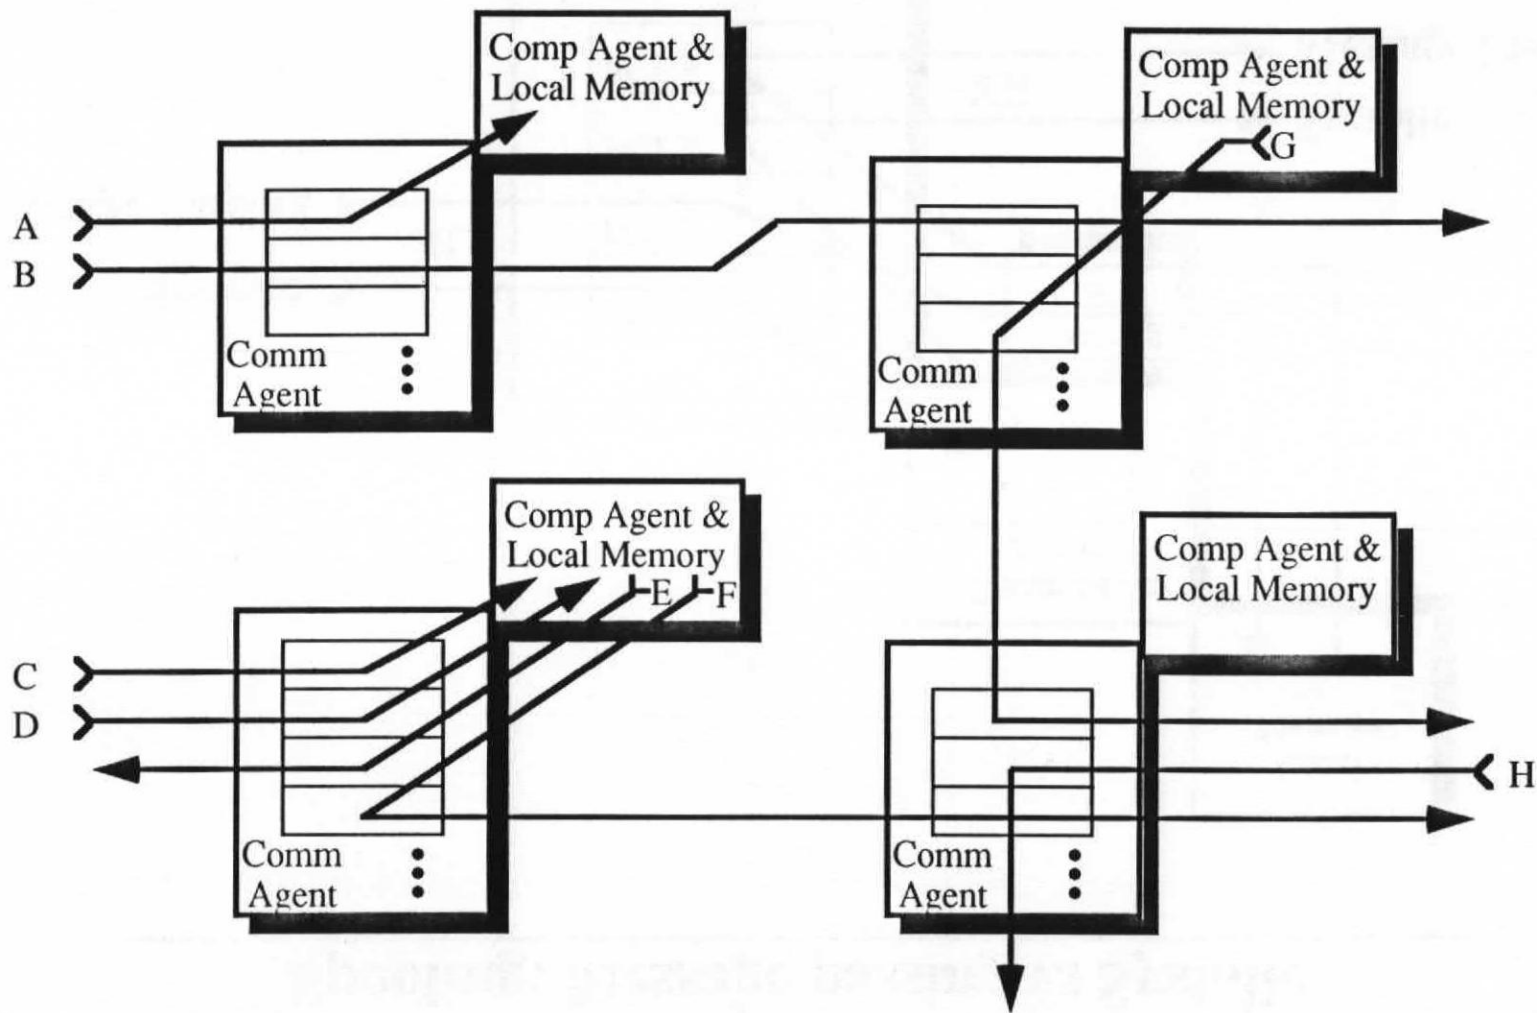 Comp Agent &
Local Memory
Comp Agent &
Local Memory
G
A
B
Comm
Agent
Comm
Agent
Comp Agent &
Local Memory
E
F
Comp Agent &
Local Memory
C
D
H
Comm
Agent
Comm
Agent